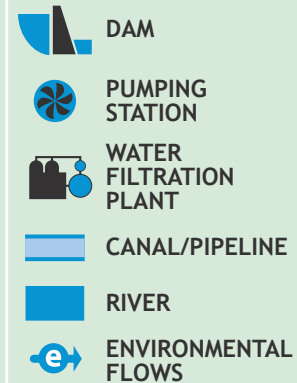 DAM
PUMPING
STATION
WATER
FILTRATION
PLANT
CANAL/PIPELINE
RIVER
e
ENVIRONMENTAL
FLOWS